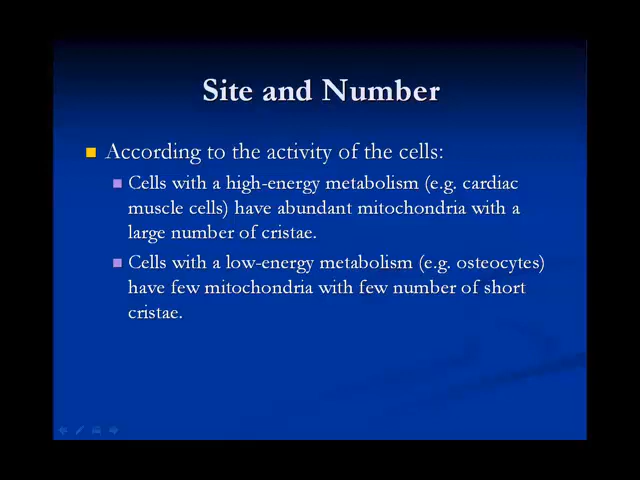 Site and Number
According to the activity of the cells:
Cells with a high-energy metabolism (e.g. cardiac
muscle cells) have abundant mitochondria with a
large number of cristae.
Cells with a low-energy metabolism (e.g. osteocytes)
have few mitochondria with few number of short
cristae.